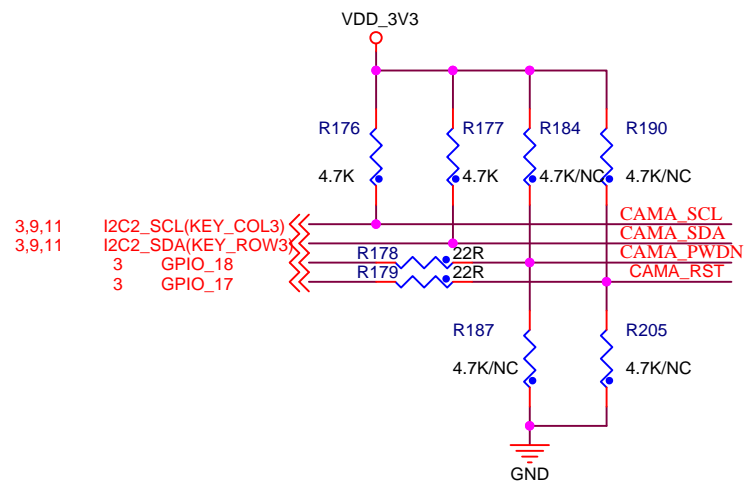 VDD_3V3
R176 R177 R184 R190
4.7K 4.7K 4.7K/NC 4.7K/NC
3,9,11 I2C2_SCL(KEY_COL3) CAMA_SCL
3,9,11 I2C2_SDA(KEY_ROW3) CAMA_SDA
3 GPIO_18 R178 22R CAMA_PWDN
3 GPIO_17 R179 22R CAMA_RST
R187 R205
4.7K/NC 4.7K/NC
GND